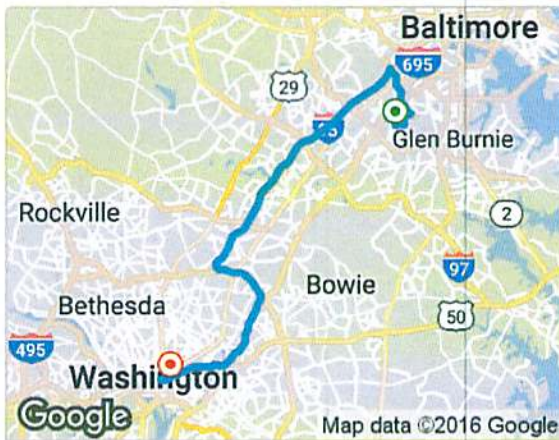 Baltimore
695
29
Glen Burnie
Rockville
2
97
Bowie
Bethesda
50
495
Washington
Google
Map data ©2016 Google